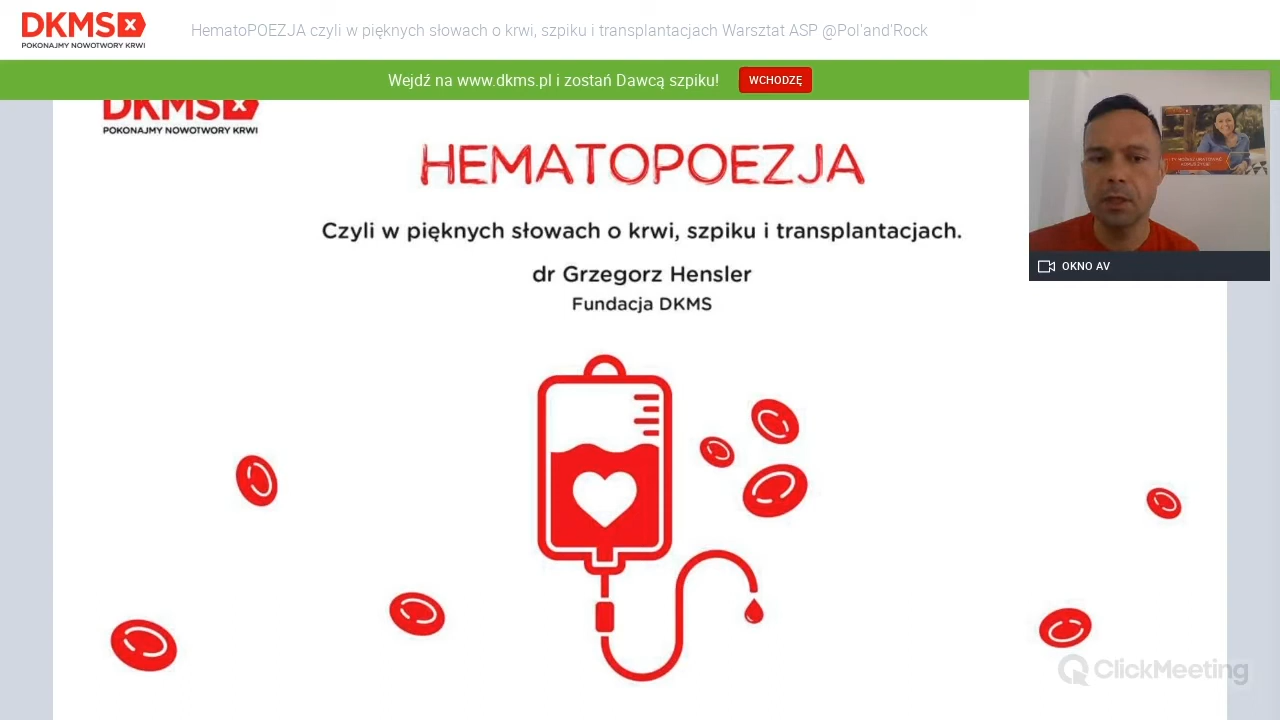 DKMS
POKONAJMY NOWOTWORY KRWI
HematoPOEZJA czyli w pięknych słowach o krwi, szpiku i transplantacjach Warsztat ASP @Pol'and'Rock
Wejdź na www.dkms.pl i zostań Dawcą szpiku!
WCHODZĘ
DKMS
POKONAJMY NOWOTWORY KRWI
HEMATOPOEZJA
Czyli w pięknych słowach o krwi, szpiku i transplantacjach.
dr Grzegorz Hensler
Fundacja DKMS
OKNO AV
ClickMeeting